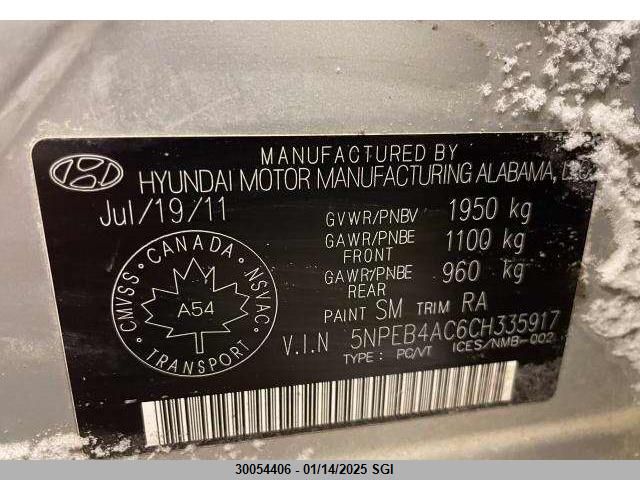 MANUFACTURED BY
HYUNDAI MOTOR MANUFACTURING ALABAMA,
Jul/19/11
GVWR/PNBV 1950 kg
GAWR/PNBE FRONT 1100 kg
GAWR/PNBE REAR 960 kg
PAINT SM TRIM RA
V.I.N 5NPEB4AC6CH335917
TYPE : PC/VT ICES/NMB-002
CMVSS · CANADA · NSVAC · TRANSPORT
A54
30054406 - 01/14/2025 SGI